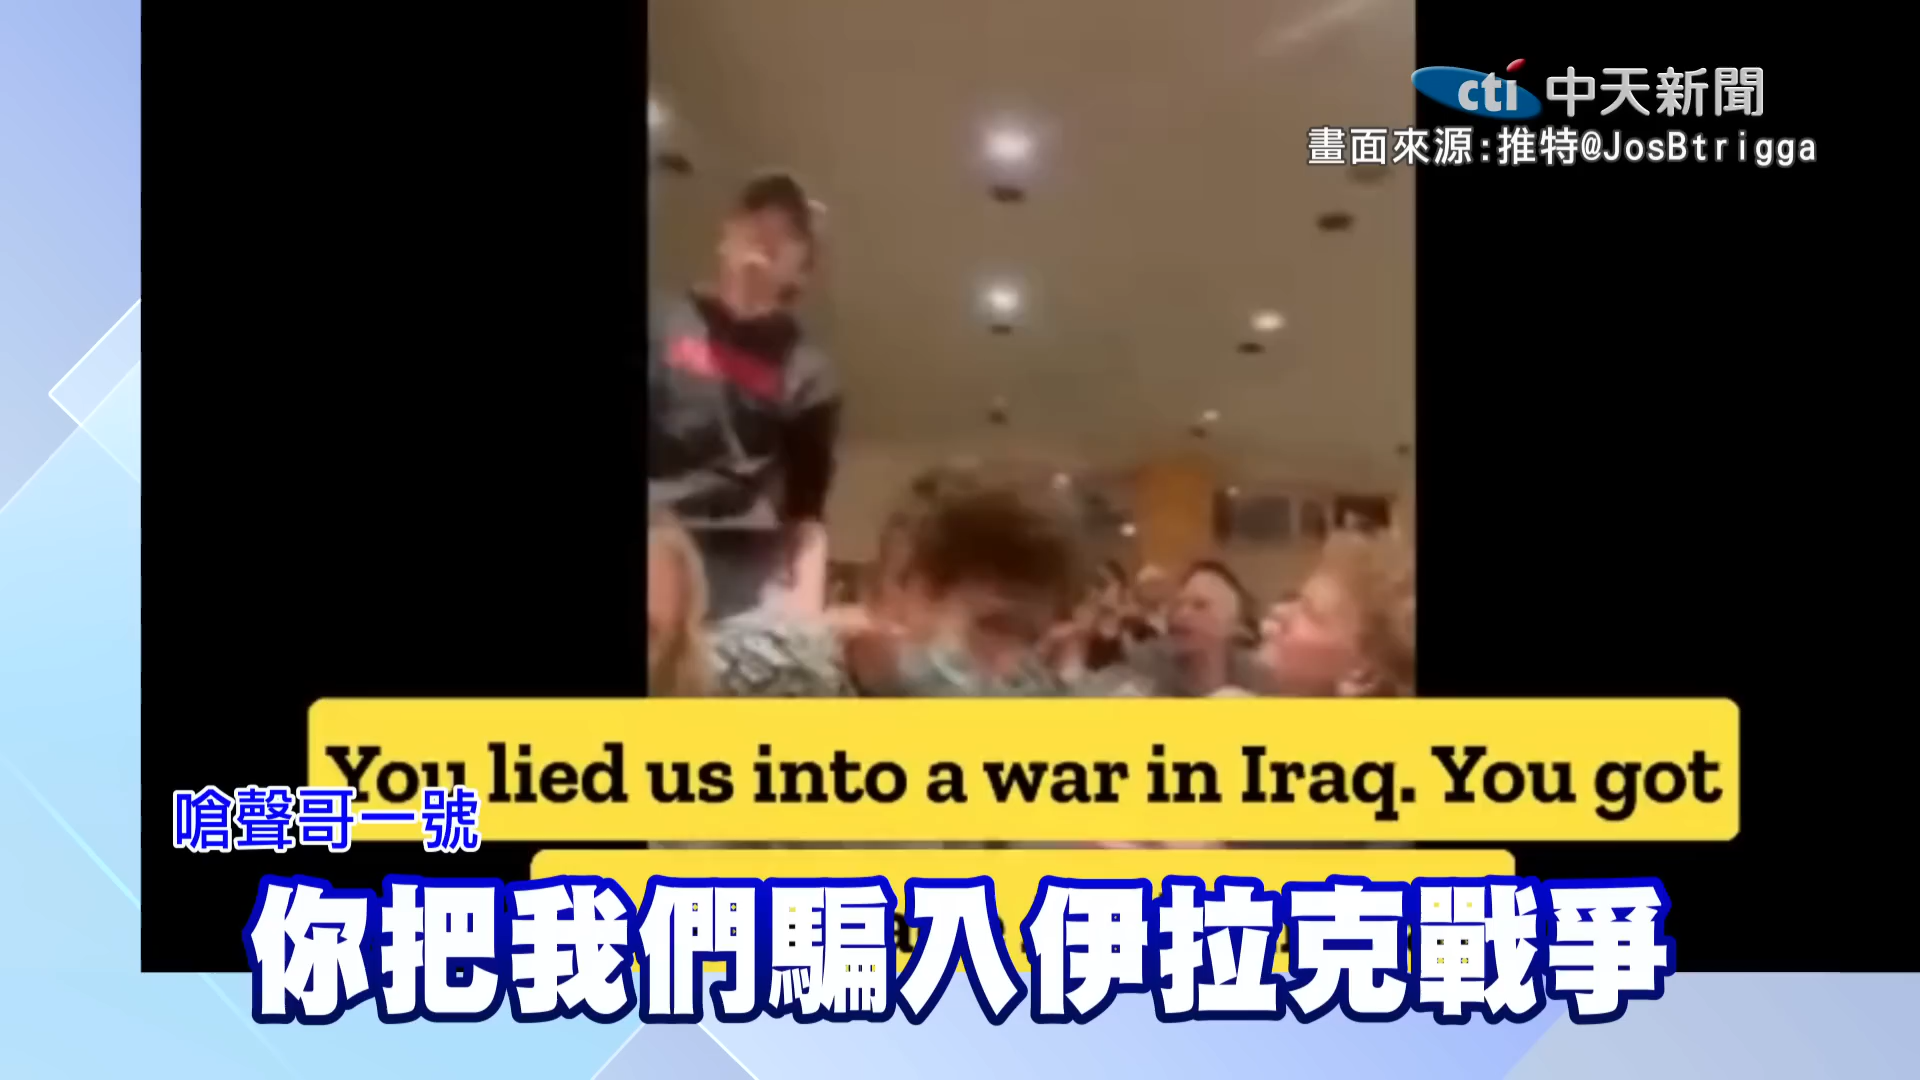 cti 中天新聞
畫面來源:推特@JosBtrigga
You lied us into a war in Iraq. You got
嗆聲哥一號
你把我們騙入伊拉克戰爭